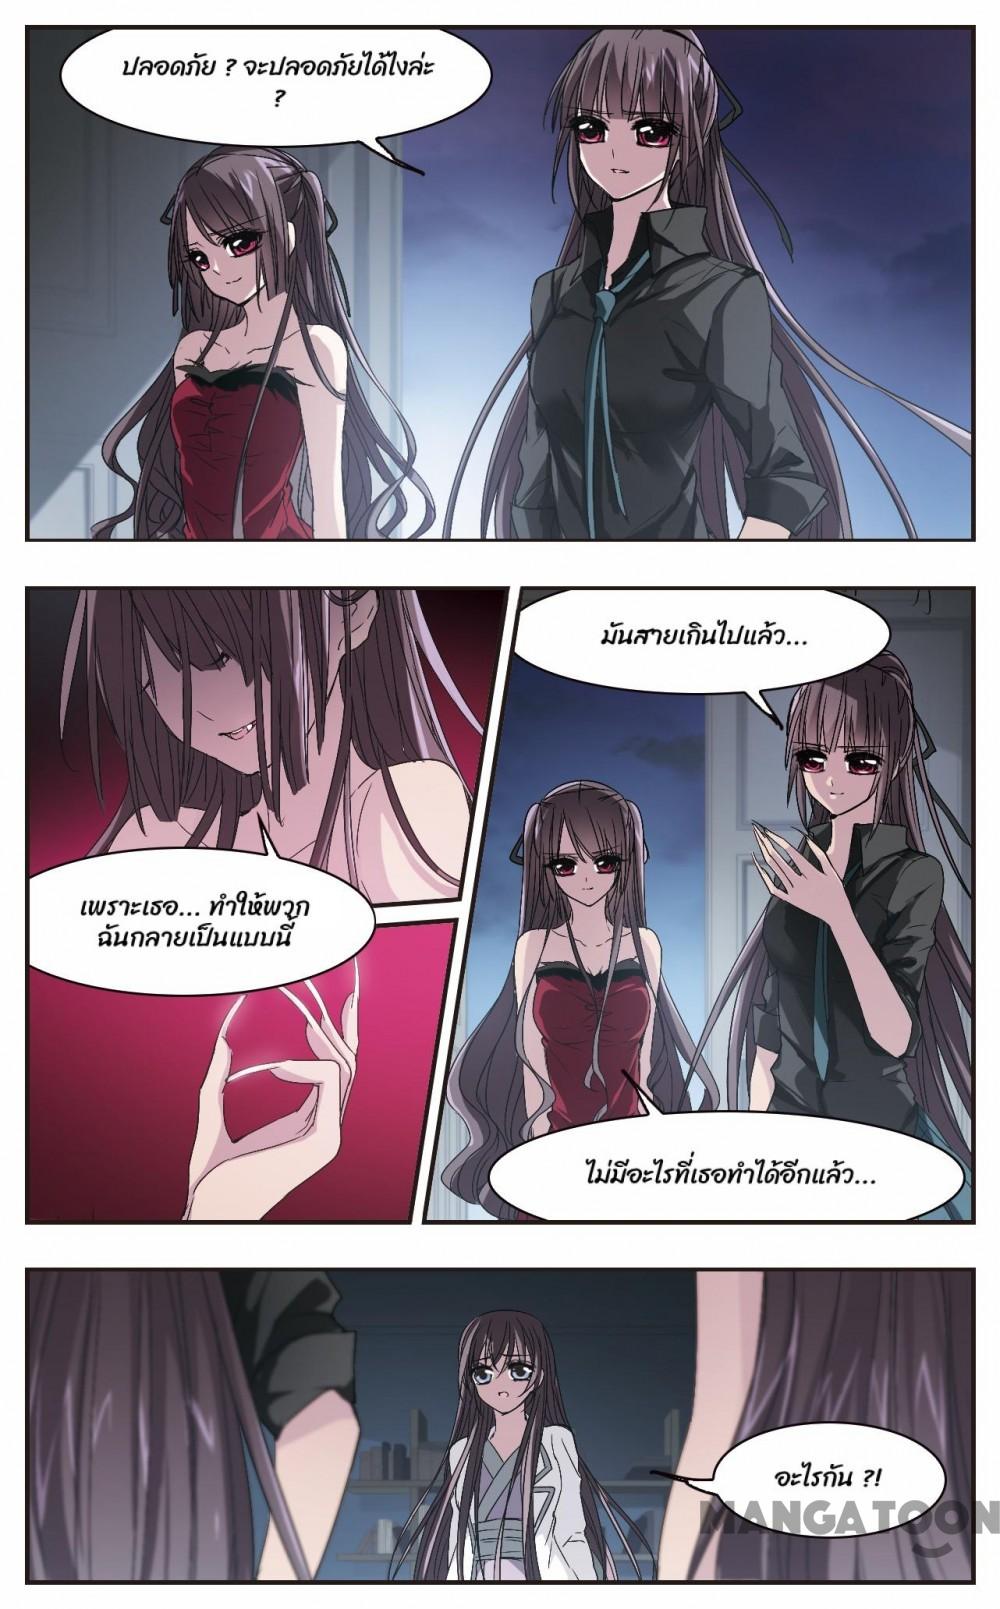 ปลอดภัย ? จะปลอดภัยได้ไงล่ะ
?
มันสายเกินไปแล้ว...
เพราะเธอ... ทำให้พวก
ฉันกลายเป็นแบบนี้
ไม่มีอะไรที่เธอทำได้อีกแล้ว...
อะไรกัน ?!
MANGATOON